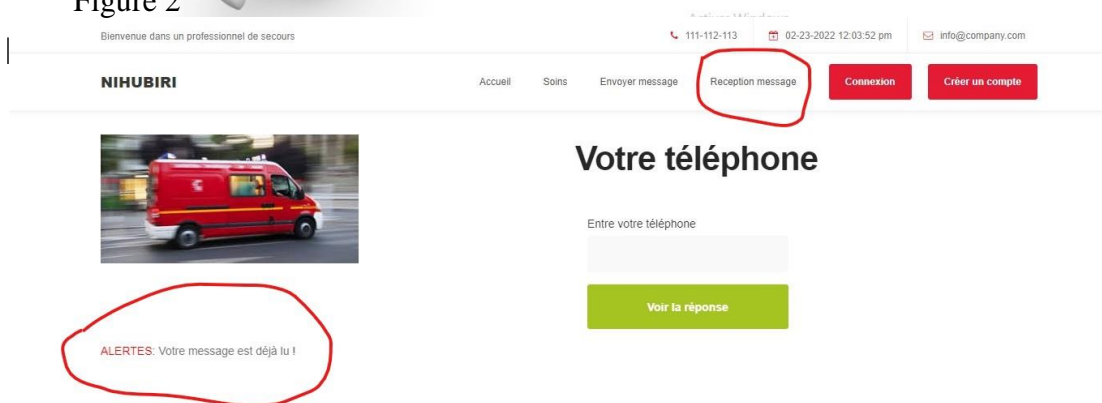 Figure 2
Bienvenue dans un professionnel de secours
111-112-113
02-23-2022 12:03:52 pm
info@company.com
NIHUBIRI
Accueil
Soins
Envoyer message
Reception message
Connexion
Créer un compte
Votre téléphone
Entre votre téléphone
Voir la réponse
ALERTES: Votre message est déjà lu !